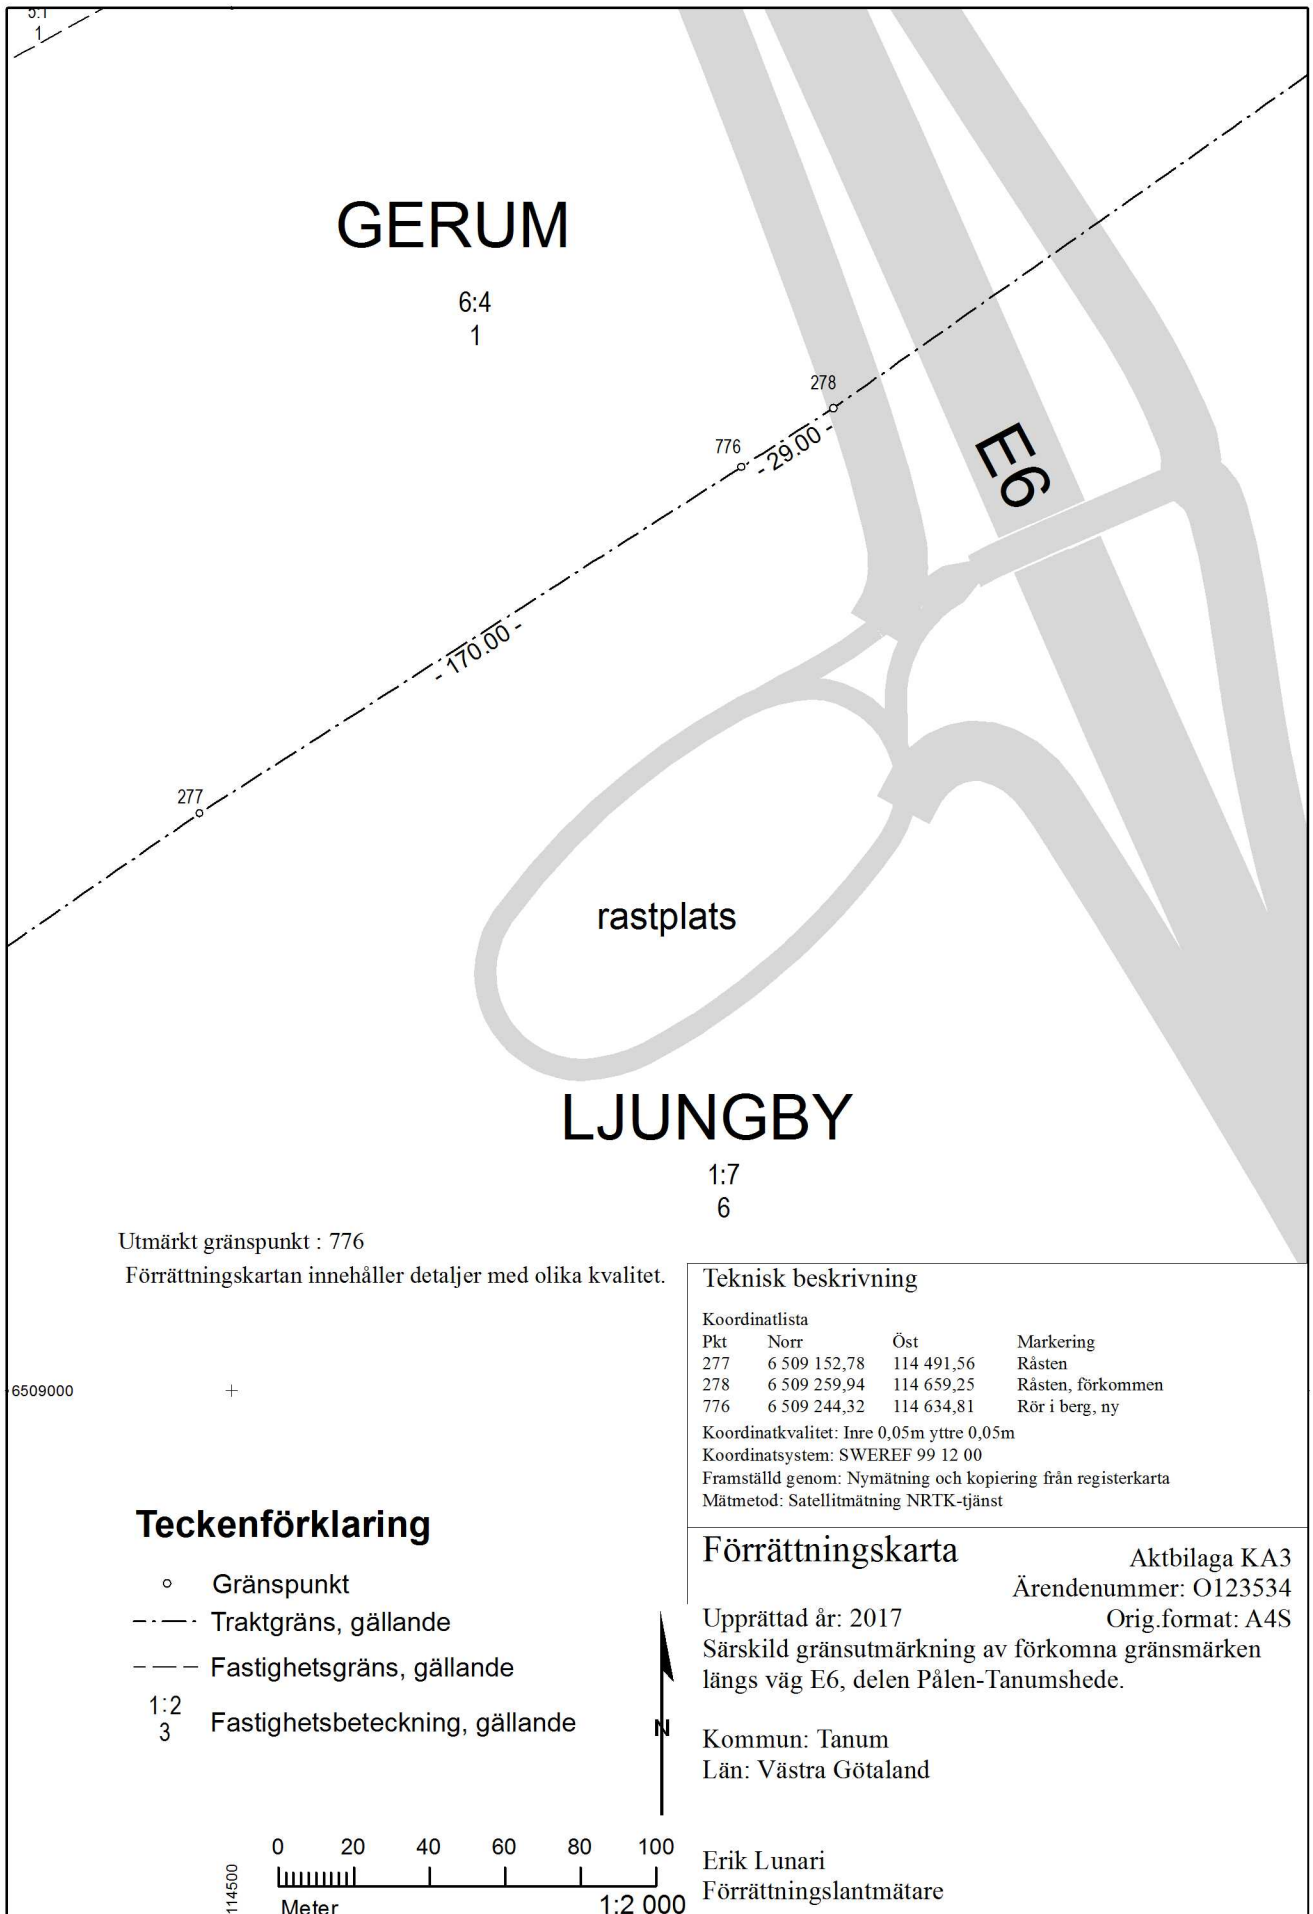 5:1
1
GERUM
6:4
1
278
776
- 29.00 -
E6
- 170.00 -
277
rastplats
LJUNGBY
1:7
6
Utmärkt gränspunkt : 776
Förrättningskartan innehåller detaljer med olika kvalitet.
Teknisk beskrivning
Koordinatlista
Pkt Norr Öst Markering
277 6 509 152,78 114 491,56 Råsten
278 6 509 259,94 114 659,25 Råsten, förkommen
776 6 509 244,32 114 634,81 Rör i berg, ny
Koordinatkvalitet: Inre 0,05m yttre 0,05m
Koordinatsystem: SWEREF 99 12 00
Framställd genom: Nymätning och kopiering från registerkarta
Mätmetod: Satellitmätning NRTK-tjänst
6509000
Teckenförklaring
Gränspunkt
Traktgräns, gällande
Fastighetsgräns, gällande
1:2
3
Fastighetsbeteckning, gällande
N
Förrättningskarta
Aktbilaga KA3
Ärendenummer: O123534
Upprättad år: 2017 Orig.format: A4S
Särskild gränsutmärkning av förkomna gränsmärken
längs väg E6, delen Pålen-Tanumshede.
Kommun: Tanum
Län: Västra Götaland
Erik Lunari
Förrättningslantmätare
114500
0 20 40 60 80 100
Meter 1:2 000